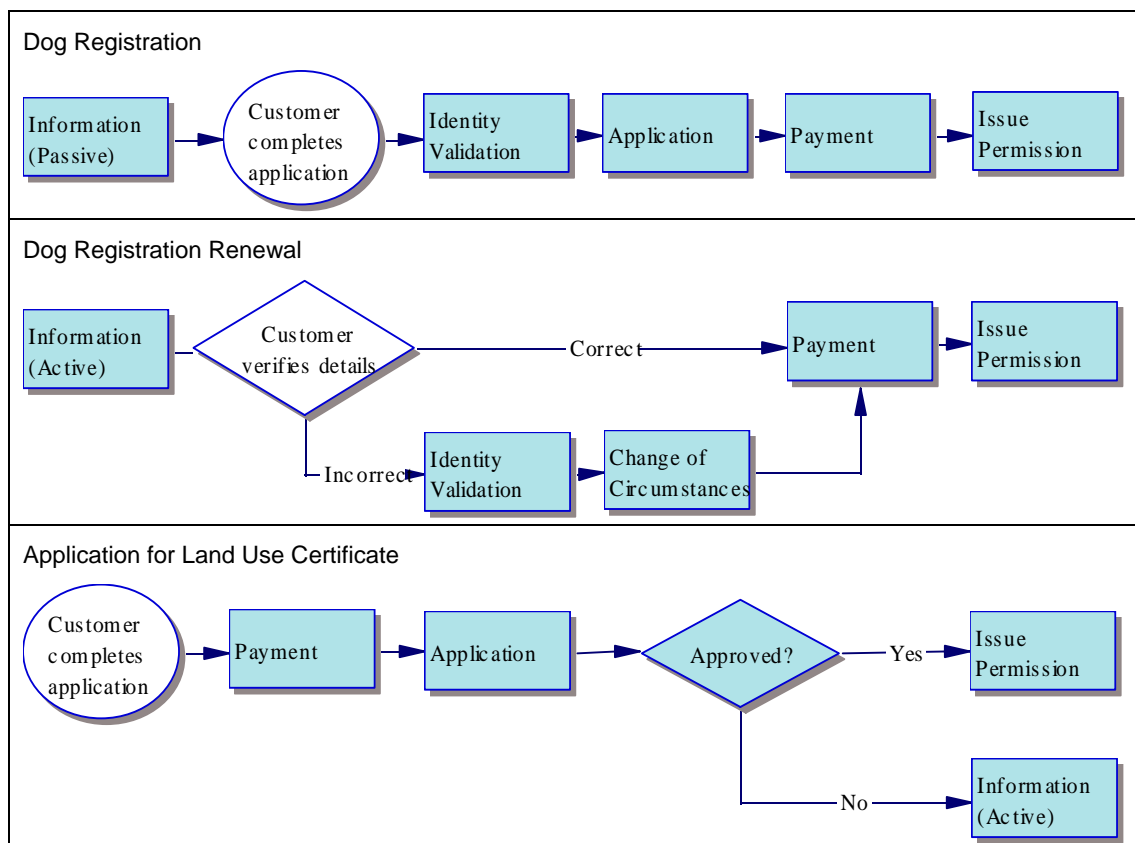 Dog Registration
Information
(Passive)
Customer
completes
application
Identity
Validation
Application
Payment
Issue
Permission
Dog Registration Renewal
Information
(Active)
Customer
verifies details
Correct
Payment
Issue
Permission
Incorrect
Identity
Validation
Change of
Circumstances
Application for Land Use Certificate
Customer
completes
application
Payment
Application
Approved?
Yes
Issue
Permission
No
Information
(Active)